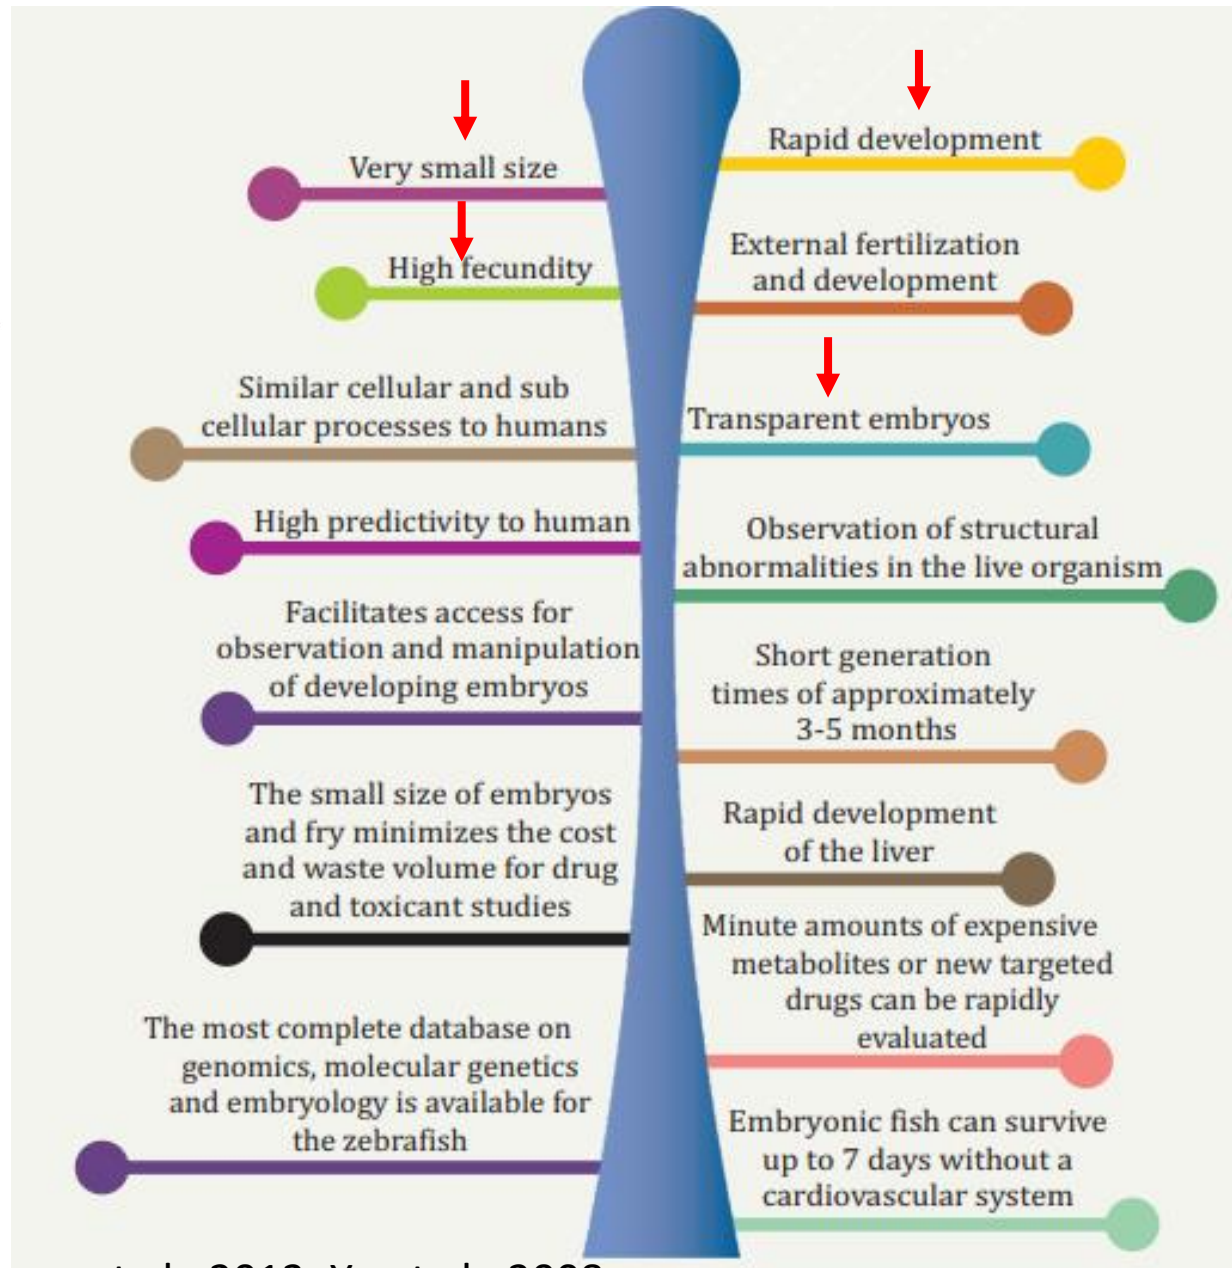 Very small size
High fecundity
Similar cellular and sub
cellular processes to humans
High predictivity to human
Facilitates access for
observation and manipulation
of developing embryos
The small size of embryos
and fry minimizes the cost
and waste volume for drug
and toxicant studies
The most complete database on
genomics, molecular genetics
and embryology is available for
the zebrafish
Rapid development
External fertilization
and development
Transparent embryos
Observation of structural
abnormalities in the live organism
Short generation
times of approximately
3-5 months
Rapid development
of the liver
Minute amounts of expensive
metabolites or new targeted
drugs can be rapidly
evaluated
Embryonic fish can survive
up to 7 days without a
cardiovascular system